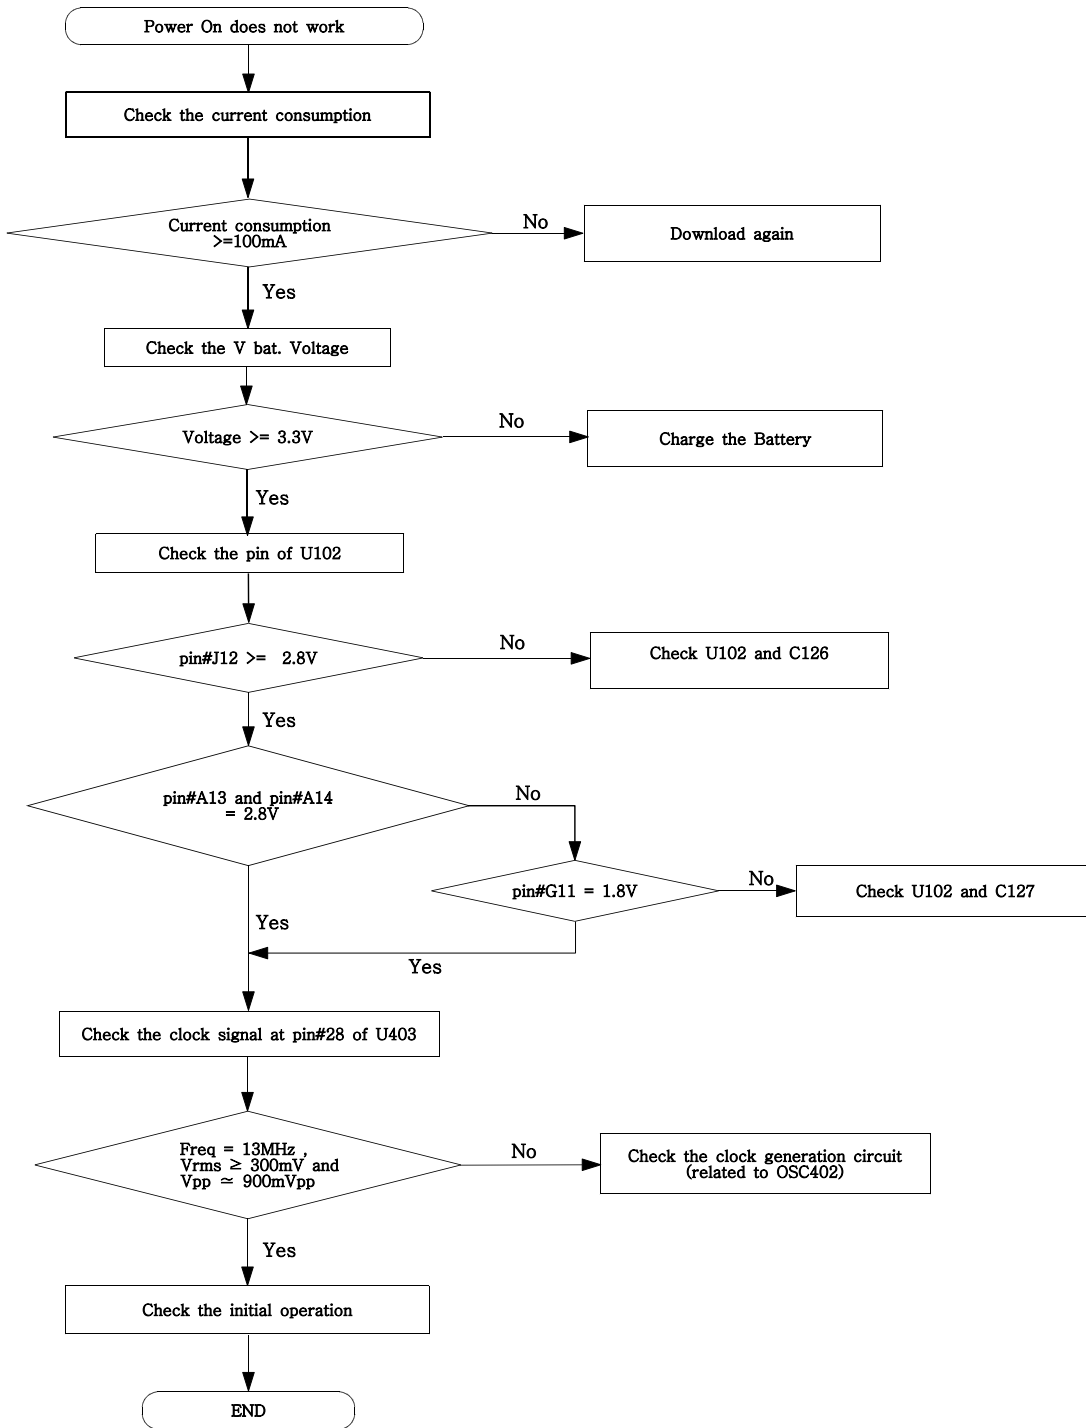 Power On does not work
Check the current consumption
Current consumption
>=100mA
No
Download again
Yes
Check the V bat. Voltage
Voltage >= 3.3V
No
Charge the Battery
Yes
Check the pin of U102
pin#J12 >= 2.8V
No
Check U102 and C126
Yes
pin#A13 and pin#A14
= 2.8V
No
pin#G11 = 1.8V
No
Check U102 and C127
Yes
Yes
Check the clock signal at pin#28 of U403
Freq = 13MHz ,
Vrms ≥ 300mV and
Vpp ≃ 900mVpp
No
Check the clock generation circuit
(related to OSC402)
Yes
Check the initial operation
END